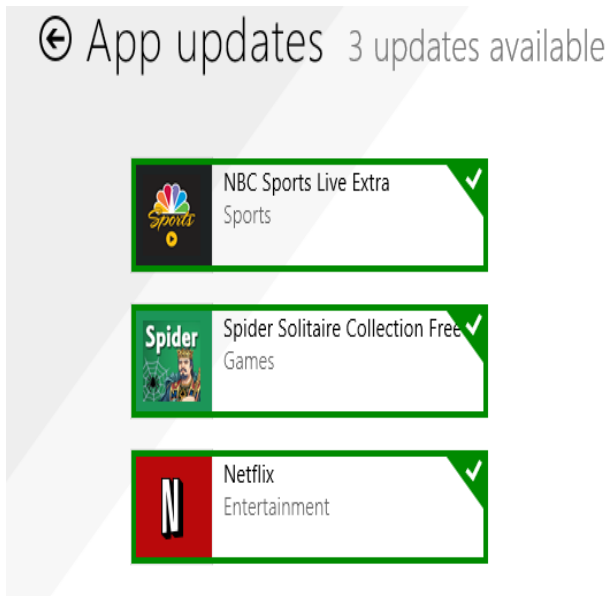 App updates 3 updates available
NBC Sports Live Extra
Sports
Sports
Spider Solitaire Collection Free
Games
Spider
Netflix
Entertainment
N